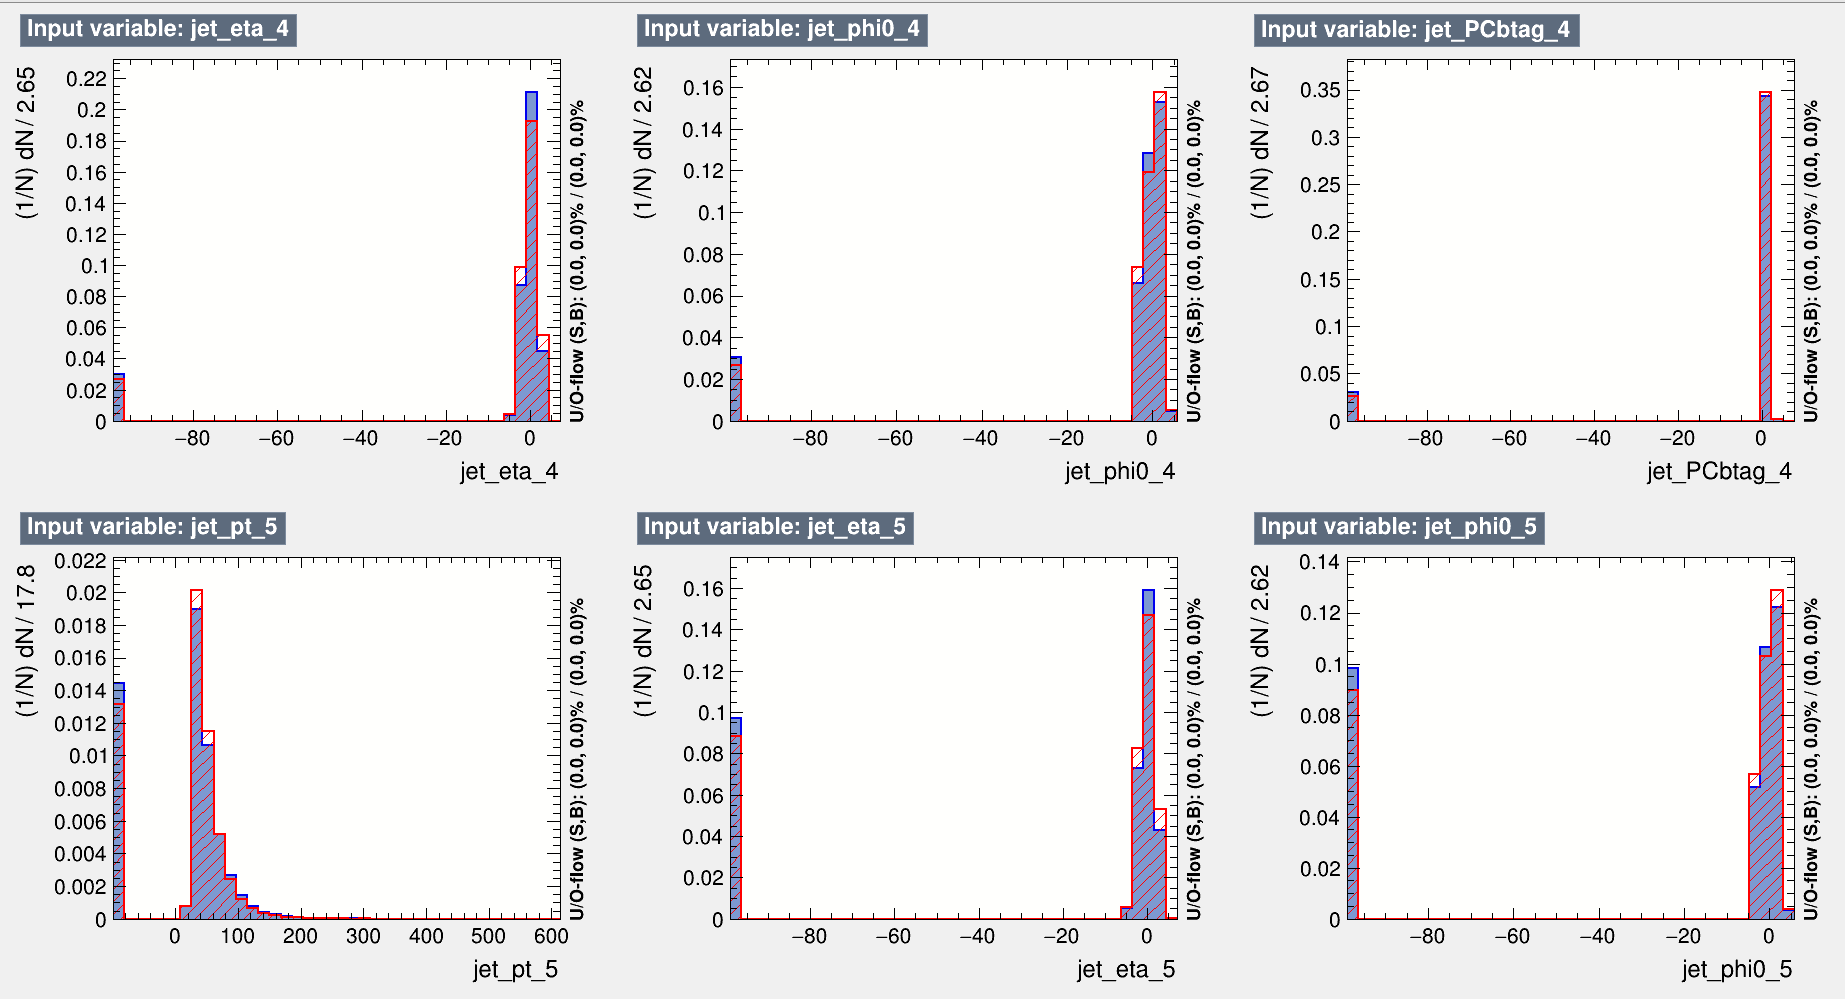 Input variable: jet_eta_4
(1/N) dN / 2.65
0.22
0.2
0.18
0.16
0.14
0.12
0.1
0.08
0.06
0.04
0.02
0
−80 −60 −40 −20 0
jet_eta_4
U/O-flow (S,B): (0.0, 0.0)% / (0.0, 0.0)%
Input variable: jet_phi0_4
(1/N) dN / 2.62
0.16
0.14
0.12
0.1
0.08
0.06
0.04
0.02
0
−80 −60 −40 −20 0
jet_phi0_4
U/O-flow (S,B): (0.0, 0.0)% / (0.0, 0.0)%
Input variable: jet_PCbtag_4
(1/N) dN / 2.67
0.35
0.3
0.25
0.2
0.15
0.1
0.05
0
−80 −60 −40 −20 0
jet_PCbtag_4
U/O-flow (S,B): (0.0, 0.0)% / (0.0, 0.0)%
Input variable: jet_pt_5
(1/N) dN / 17.8
0.022
0.02
0.018
0.016
0.014
0.012
0.01
0.008
0.006
0.004
0.002
0
0 100 200 300 400 500 600
jet_pt_5
U/O-flow (S,B): (0.0, 0.0)% / (0.0, 0.0)%
Input variable: jet_eta_5
(1/N) dN / 2.65
0.16
0.14
0.12
0.1
0.08
0.06
0.04
0.02
0
−80 −60 −40 −20 0
jet_eta_5
U/O-flow (S,B): (0.0, 0.0)% / (0.0, 0.0)%
Input variable: jet_phi0_5
(1/N) dN / 2.62
0.14
0.12
0.1
0.08
0.06
0.04
0.02
0
−80 −60 −40 −20 0
jet_phi0_5
U/O-flow (S,B): (0.0, 0.0)% / (0.0, 0.0)%